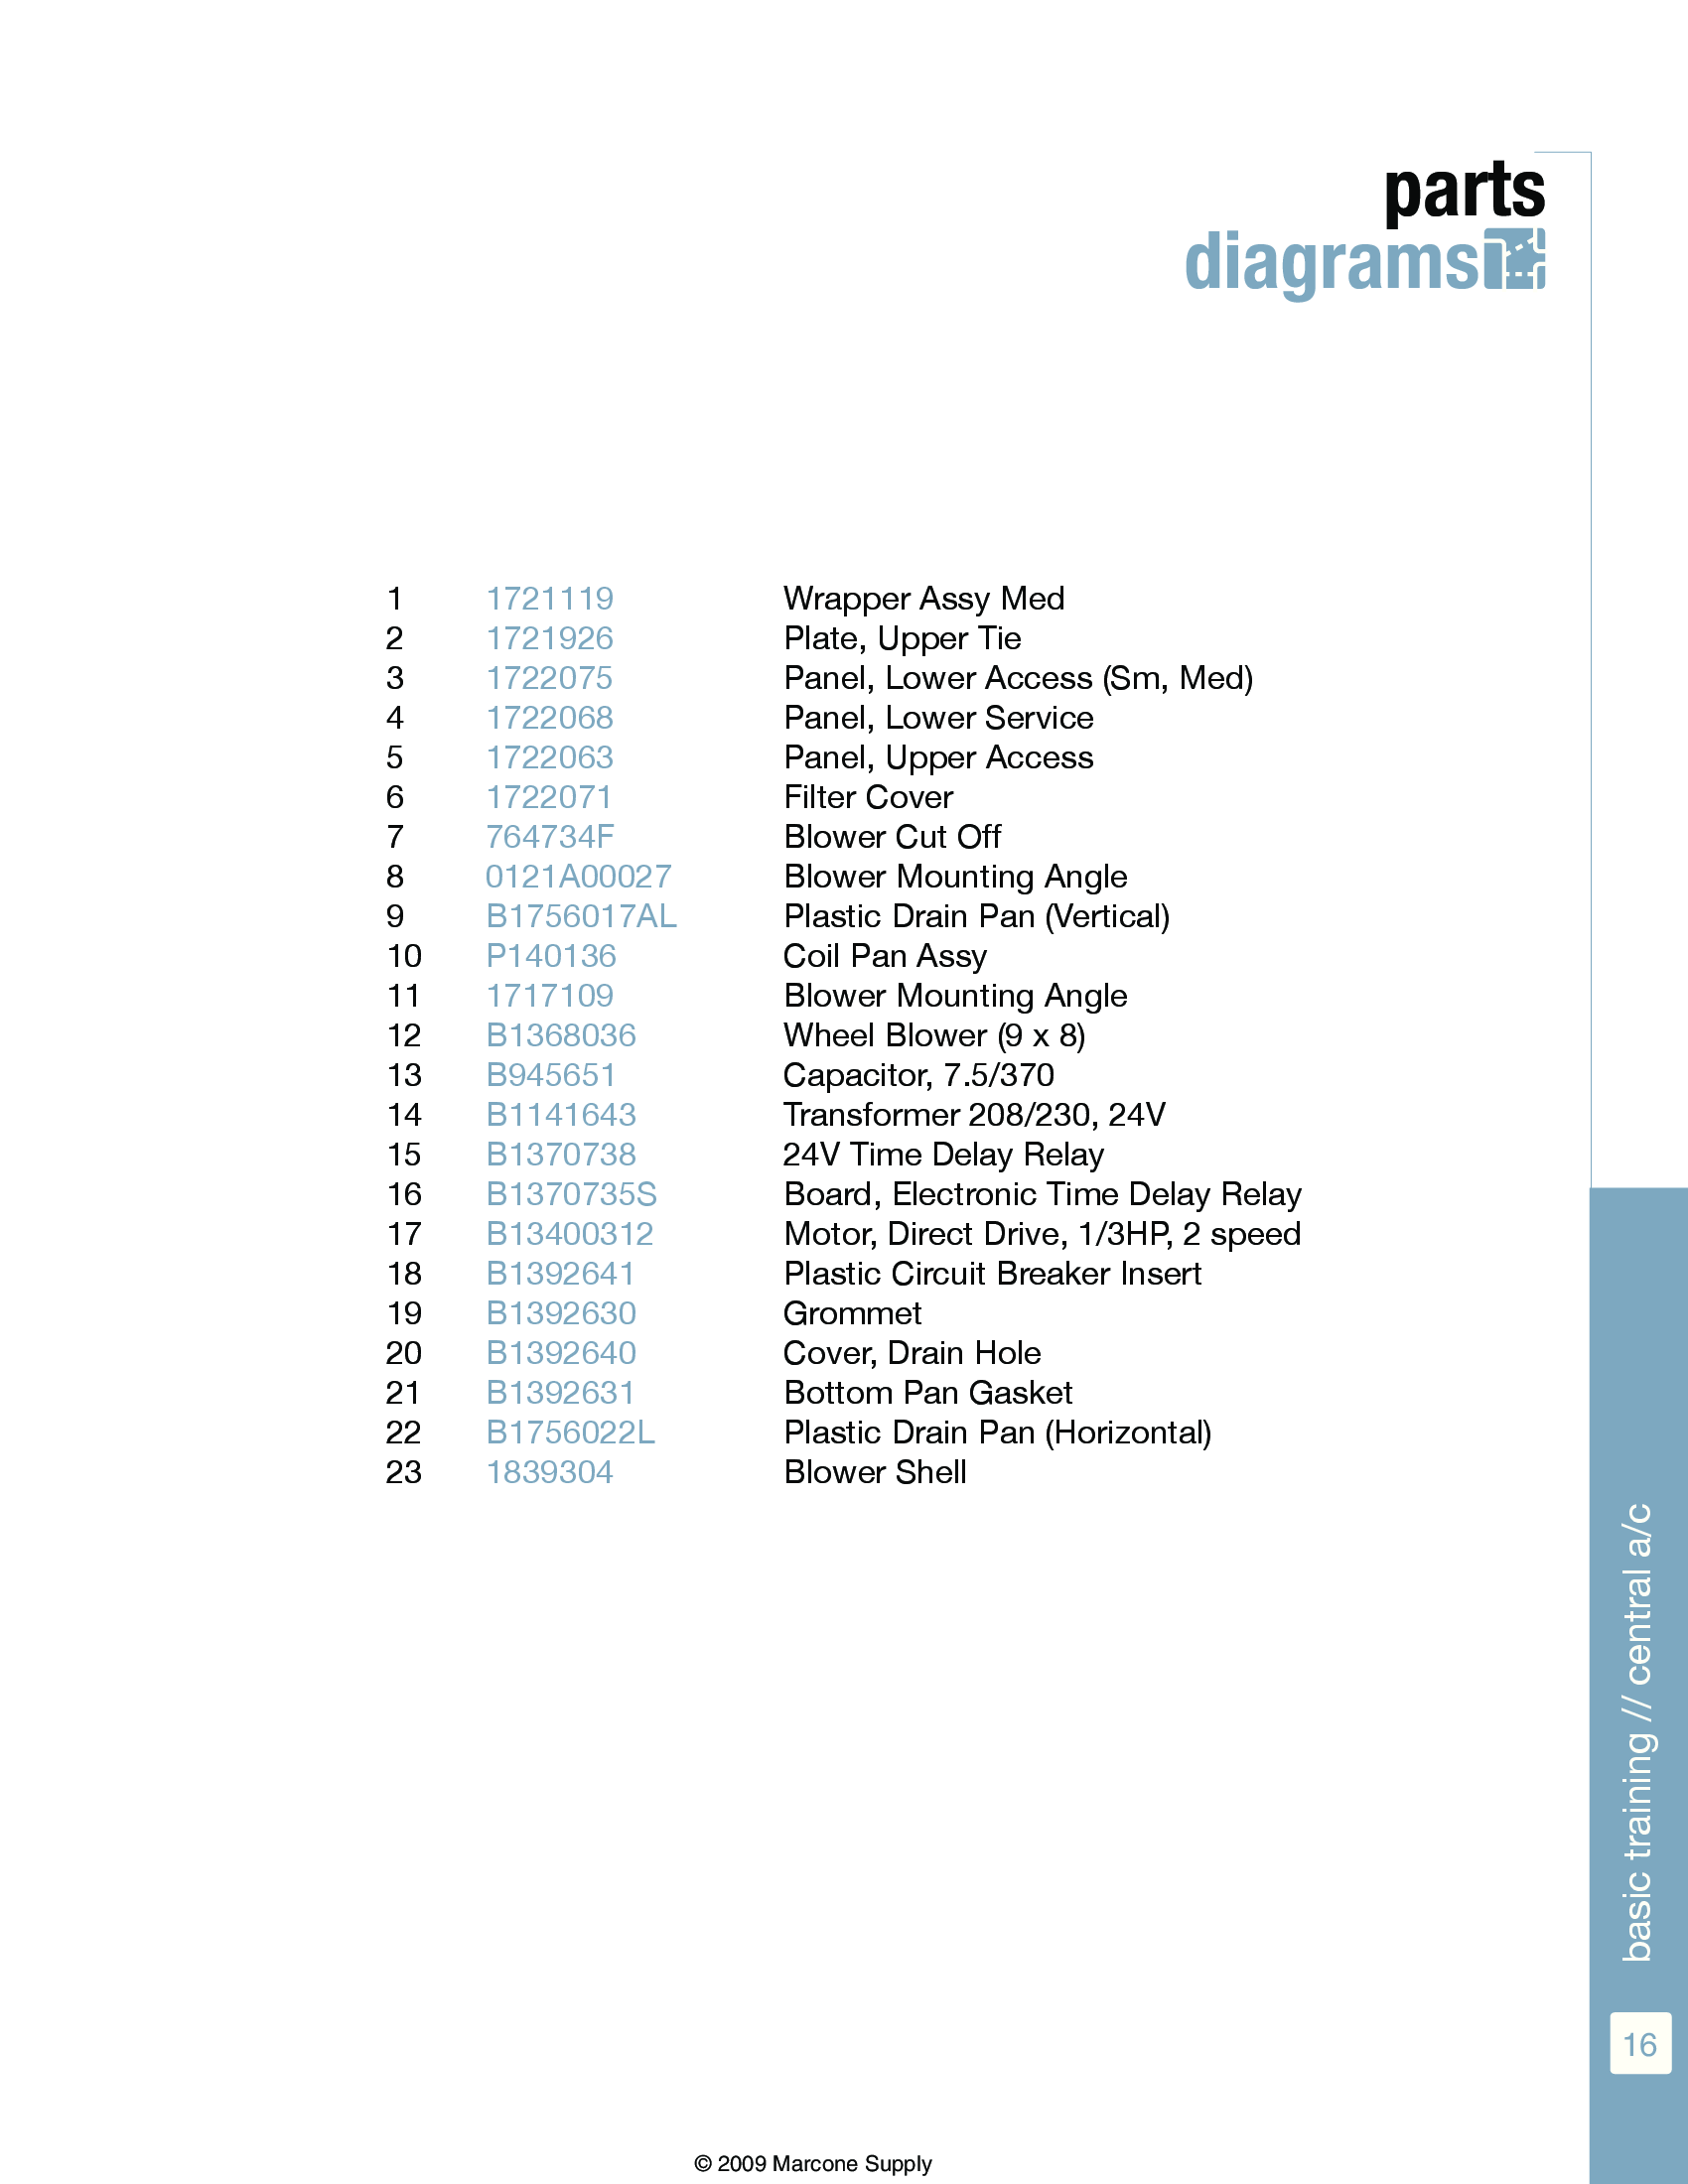 parts
diagrams
1 1721119 Wrapper Assy Med
2 1721926 Plate, Upper Tie
3 1722075 Panel, Lower Access (Sm, Med)
4 1722068 Panel, Lower Service
5 1722063 Panel, Upper Access
6 1722071 Filter Cover
7 764734F Blower Cut Off
8 0121A00027 Blower Mounting Angle
9 B1756017AL Plastic Drain Pan (Vertical)
10 P140136 Coil Pan Assy
11 1717109 Blower Mounting Angle
12 B1368036 Wheel Blower (9 x 8)
13 B945651 Capacitor, 7.5/370
14 B1141643 Transformer 208/230, 24V
15 B1370738 24V Time Delay Relay
16 B1370735S Board, Electronic Time Delay Relay
17 B13400312 Motor, Direct Drive, 1/3HP, 2 speed
18 B1392641 Plastic Circuit Breaker Insert
19 B1392630 Grommet
20 B1392640 Cover, Drain Hole
21 B1392631 Bottom Pan Gasket
22 B1756022L Plastic Drain Pan (Horizontal)
23 1839304 Blower Shell
basic training // central a/c
16
© 2009 Marcone Supply